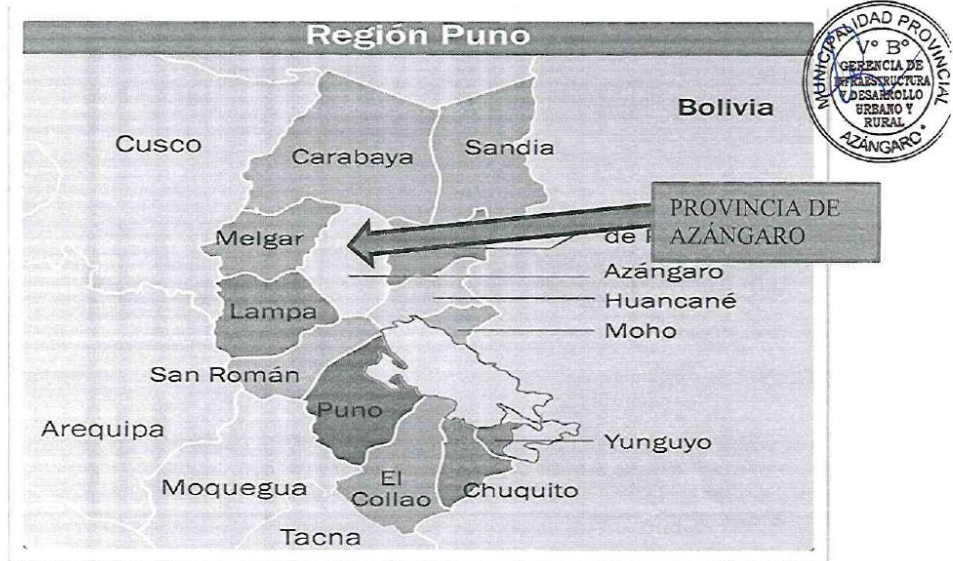 Región Puno
MUNICIPALIDAD PROVINCIAL
V° B°
GERENCIA DE
INFRAESTRUCTURA
Y DESARROLLO
URBANO Y
RURAL
AZÁNGARO
Bolivia
Cusco
Carabaya
Sandia
PROVINCIA DE
AZÁNGARO
Melgar
de
Azángaro
Huancané
Lampa
Moho
San Román
Puno
Arequipa
Yunguyo
Moquegua
El
Collao
Chuquito
Tacna